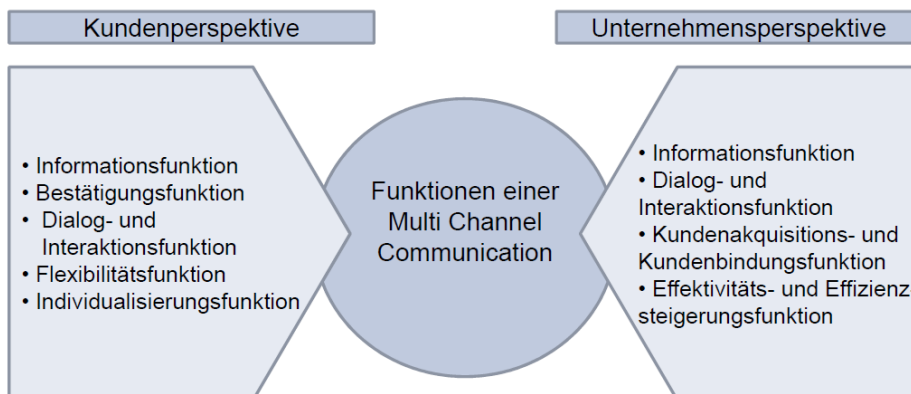 Kundenperspektive
Unternehmensperspektive
• Informationsfunktion
• Bestätigungsfunktion
• Dialog- und
Interaktionsfunktion
• Flexibilitätsfunktion
• Individualisierungsfunktion
Funktionen einer
Multi Channel
Communication
• Informationsfunktion
• Dialog- und
Interaktionsfunktion
• Kundenakquisitions- und
Kundenbindungsfunktion
• Effektivitäts- und Effizienz-
steigerungsfunktion